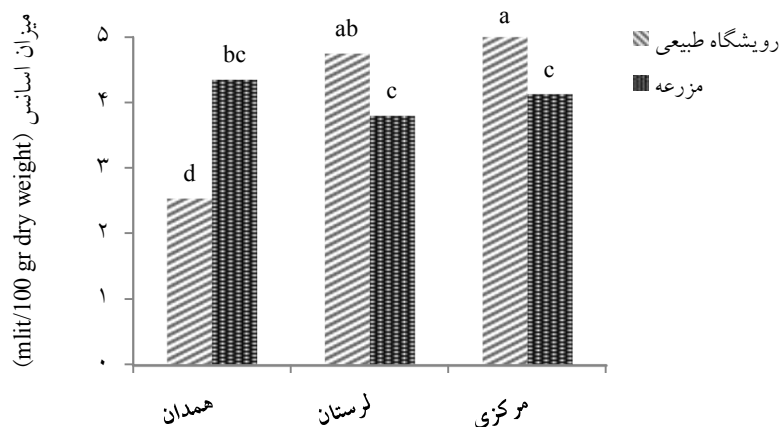 میزان اسانس (mlit/100 gr dry weight)
۵
۴
۳
۲
۱
۰
d
bc
ab
c
a
c
همدان
لرستان
مرکزی
رویشگاه طبیعی
مزرعه